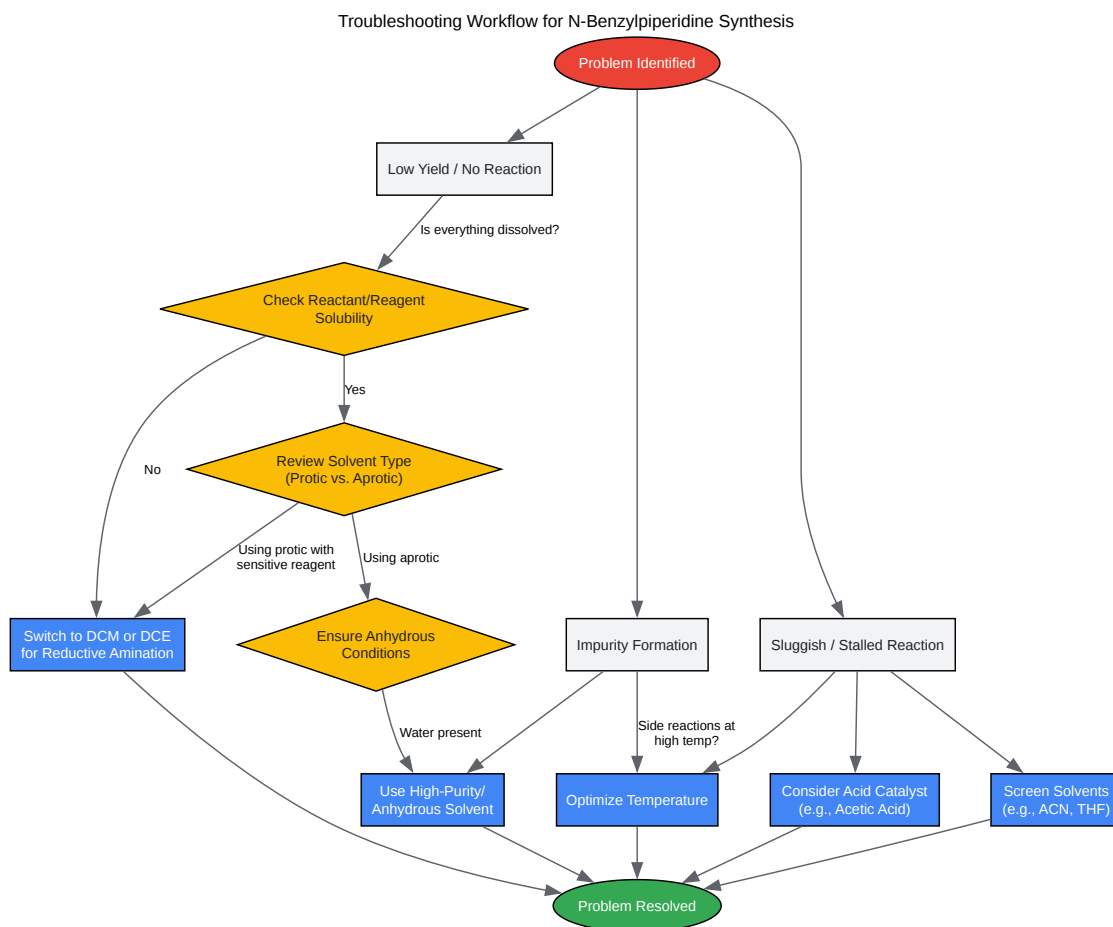 Troubleshooting Workflow for N-Benzylpiperidine Synthesis
Problem Identified
Low Yield / No Reaction
Is everything dissolved?
Check Reactant/Reagent
Solubility
Yes
No
Review Solvent Type
(Protic vs. Aprotic)
Using protic with
sensitive reagent
Using aprotic
Switch to DCM or DCE
for Reductive Amination
Ensure Anhydrous
Conditions
Impurity Formation
Sluggish / Stalled Reaction
Water present
Side reactions at
high temp?
Use High-Purity/
Anhydrous Solvent
Optimize Temperature
Consider Acid Catalyst
(e.g., Acetic Acid)
Screen Solvents
(e.g., ACN, THF)
Problem Resolved